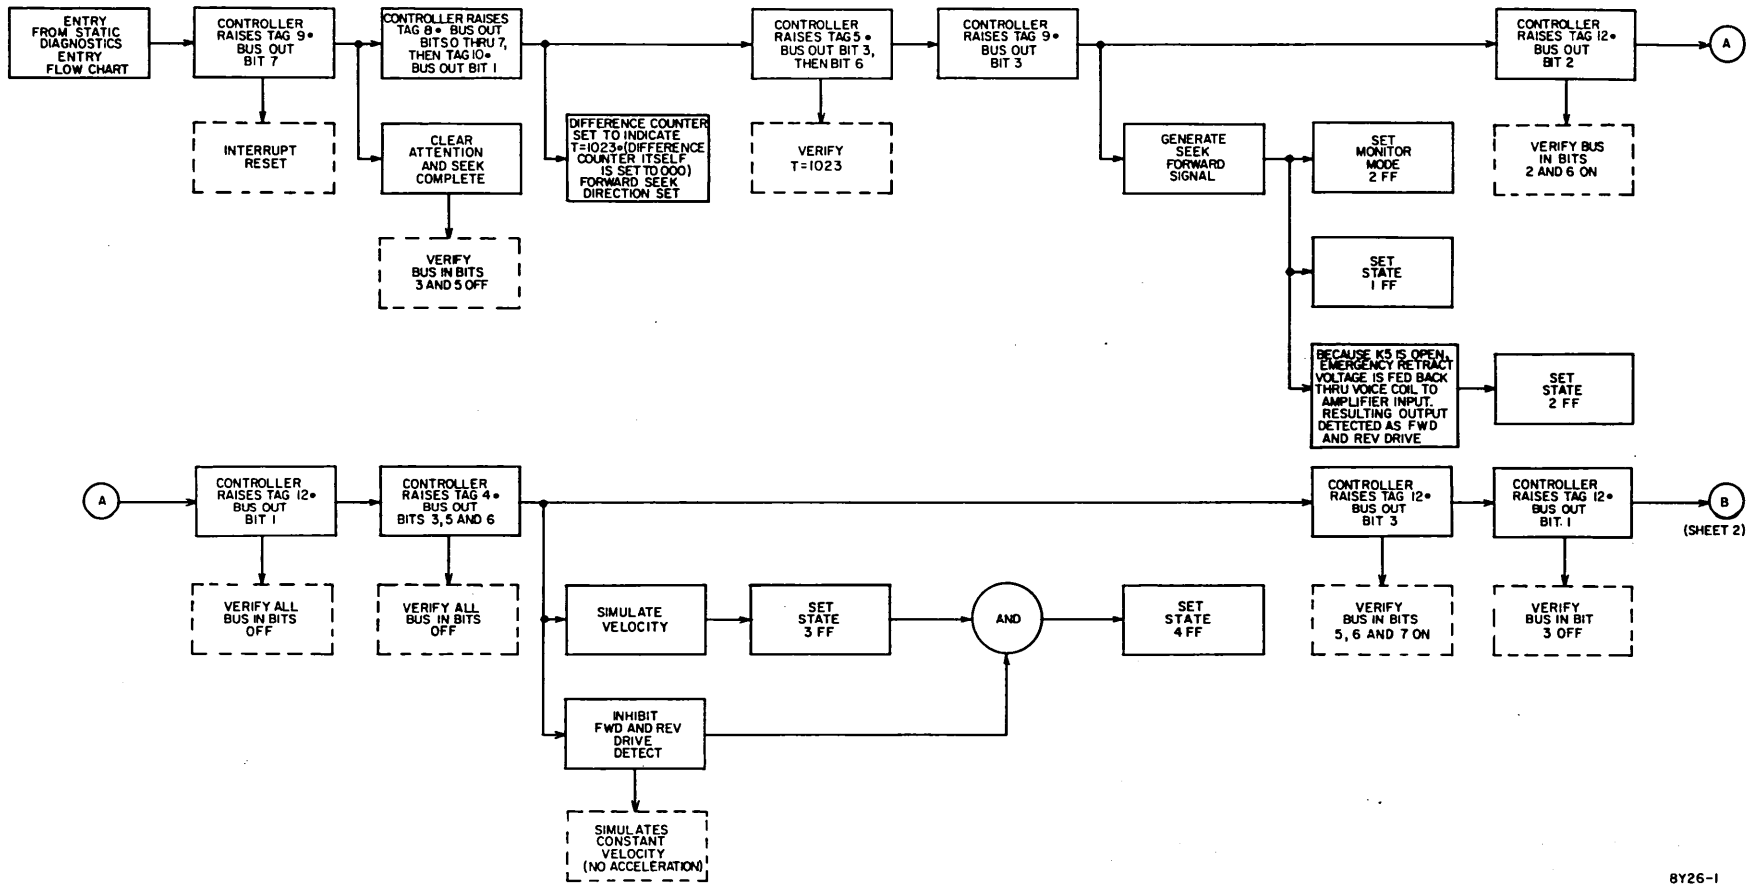 ENTRY
FROM STATIC
DIAGNOSTICS
ENTRY
FLOW CHART
CONTROLLER
RAISES TAG 9•
BUS OUT
BIT 7
CONTROLLER RAISES
TAG 8• BUS OUT
BITS 0 THRU 7,
THEN TAG 10•
BUS OUT BIT 1
CONTROLLER
RAISES TAG 5•
BUS OUT BIT 3,
THEN BIT 6
CONTROLLER
RAISES TAG 9•
BUS OUT
BIT 3
CONTROLLER
RAISES TAG 12•
BUS OUT
BIT 2
A
INTERRUPT
RESET
CLEAR
ATTENTION
AND SEEK
COMPLETE
DIFFERENCE COUNTER
SET TO INDICATE
T=1023•(DIFFERENCE
COUNTER ITSELF
IS SET TO 000)
FORWARD SEEK
DIRECTION SET
VERIFY
T=1023
GENERATE
SEEK
FORWARD
SIGNAL
SET
MONITOR
MODE
2 FF
VERIFY BUS
IN BITS
2 AND 6 ON
VERIFY
BUS IN BITS
3 AND 5 OFF
SET
STATE
1 FF
BECAUSE K5 IS OPEN,
EMERGENCY RETRACT
VOLTAGE IS FED BACK
THRU VOICE COIL TO
AMPLIFIER INPUT.
RESULTING OUTPUT
DETECTED AS FWD
AND REV DRIVE
SET
STATE
2 FF
A
CONTROLLER
RAISES TAG 12•
BUS OUT
BIT 1
CONTROLLER
RAISES TAG 4•
BUS OUT
BITS 3, 5 AND 6
CONTROLLER
RAISES TAG 12•
BUS OUT
BIT 3
CONTROLLER
RAISES TAG 12•
BUS OUT
BIT. 1
B
(SHEET 2)
VERIFY ALL
BUS IN BITS
OFF
VERIFY ALL
BUS IN BITS
OFF
SIMULATE
VELOCITY
SET
STATE
3 FF
AND
SET
STATE
4 FF
VERIFY
BUS IN BITS
5, 6 AND 7 ON
VERIFY
BUS IN BIT
3 OFF
INHIBIT
FWD AND REV
DRIVE
DETECT
SIMULATES
CONSTANT
VELOCITY
(NO ACCELERATION)
8Y26-1